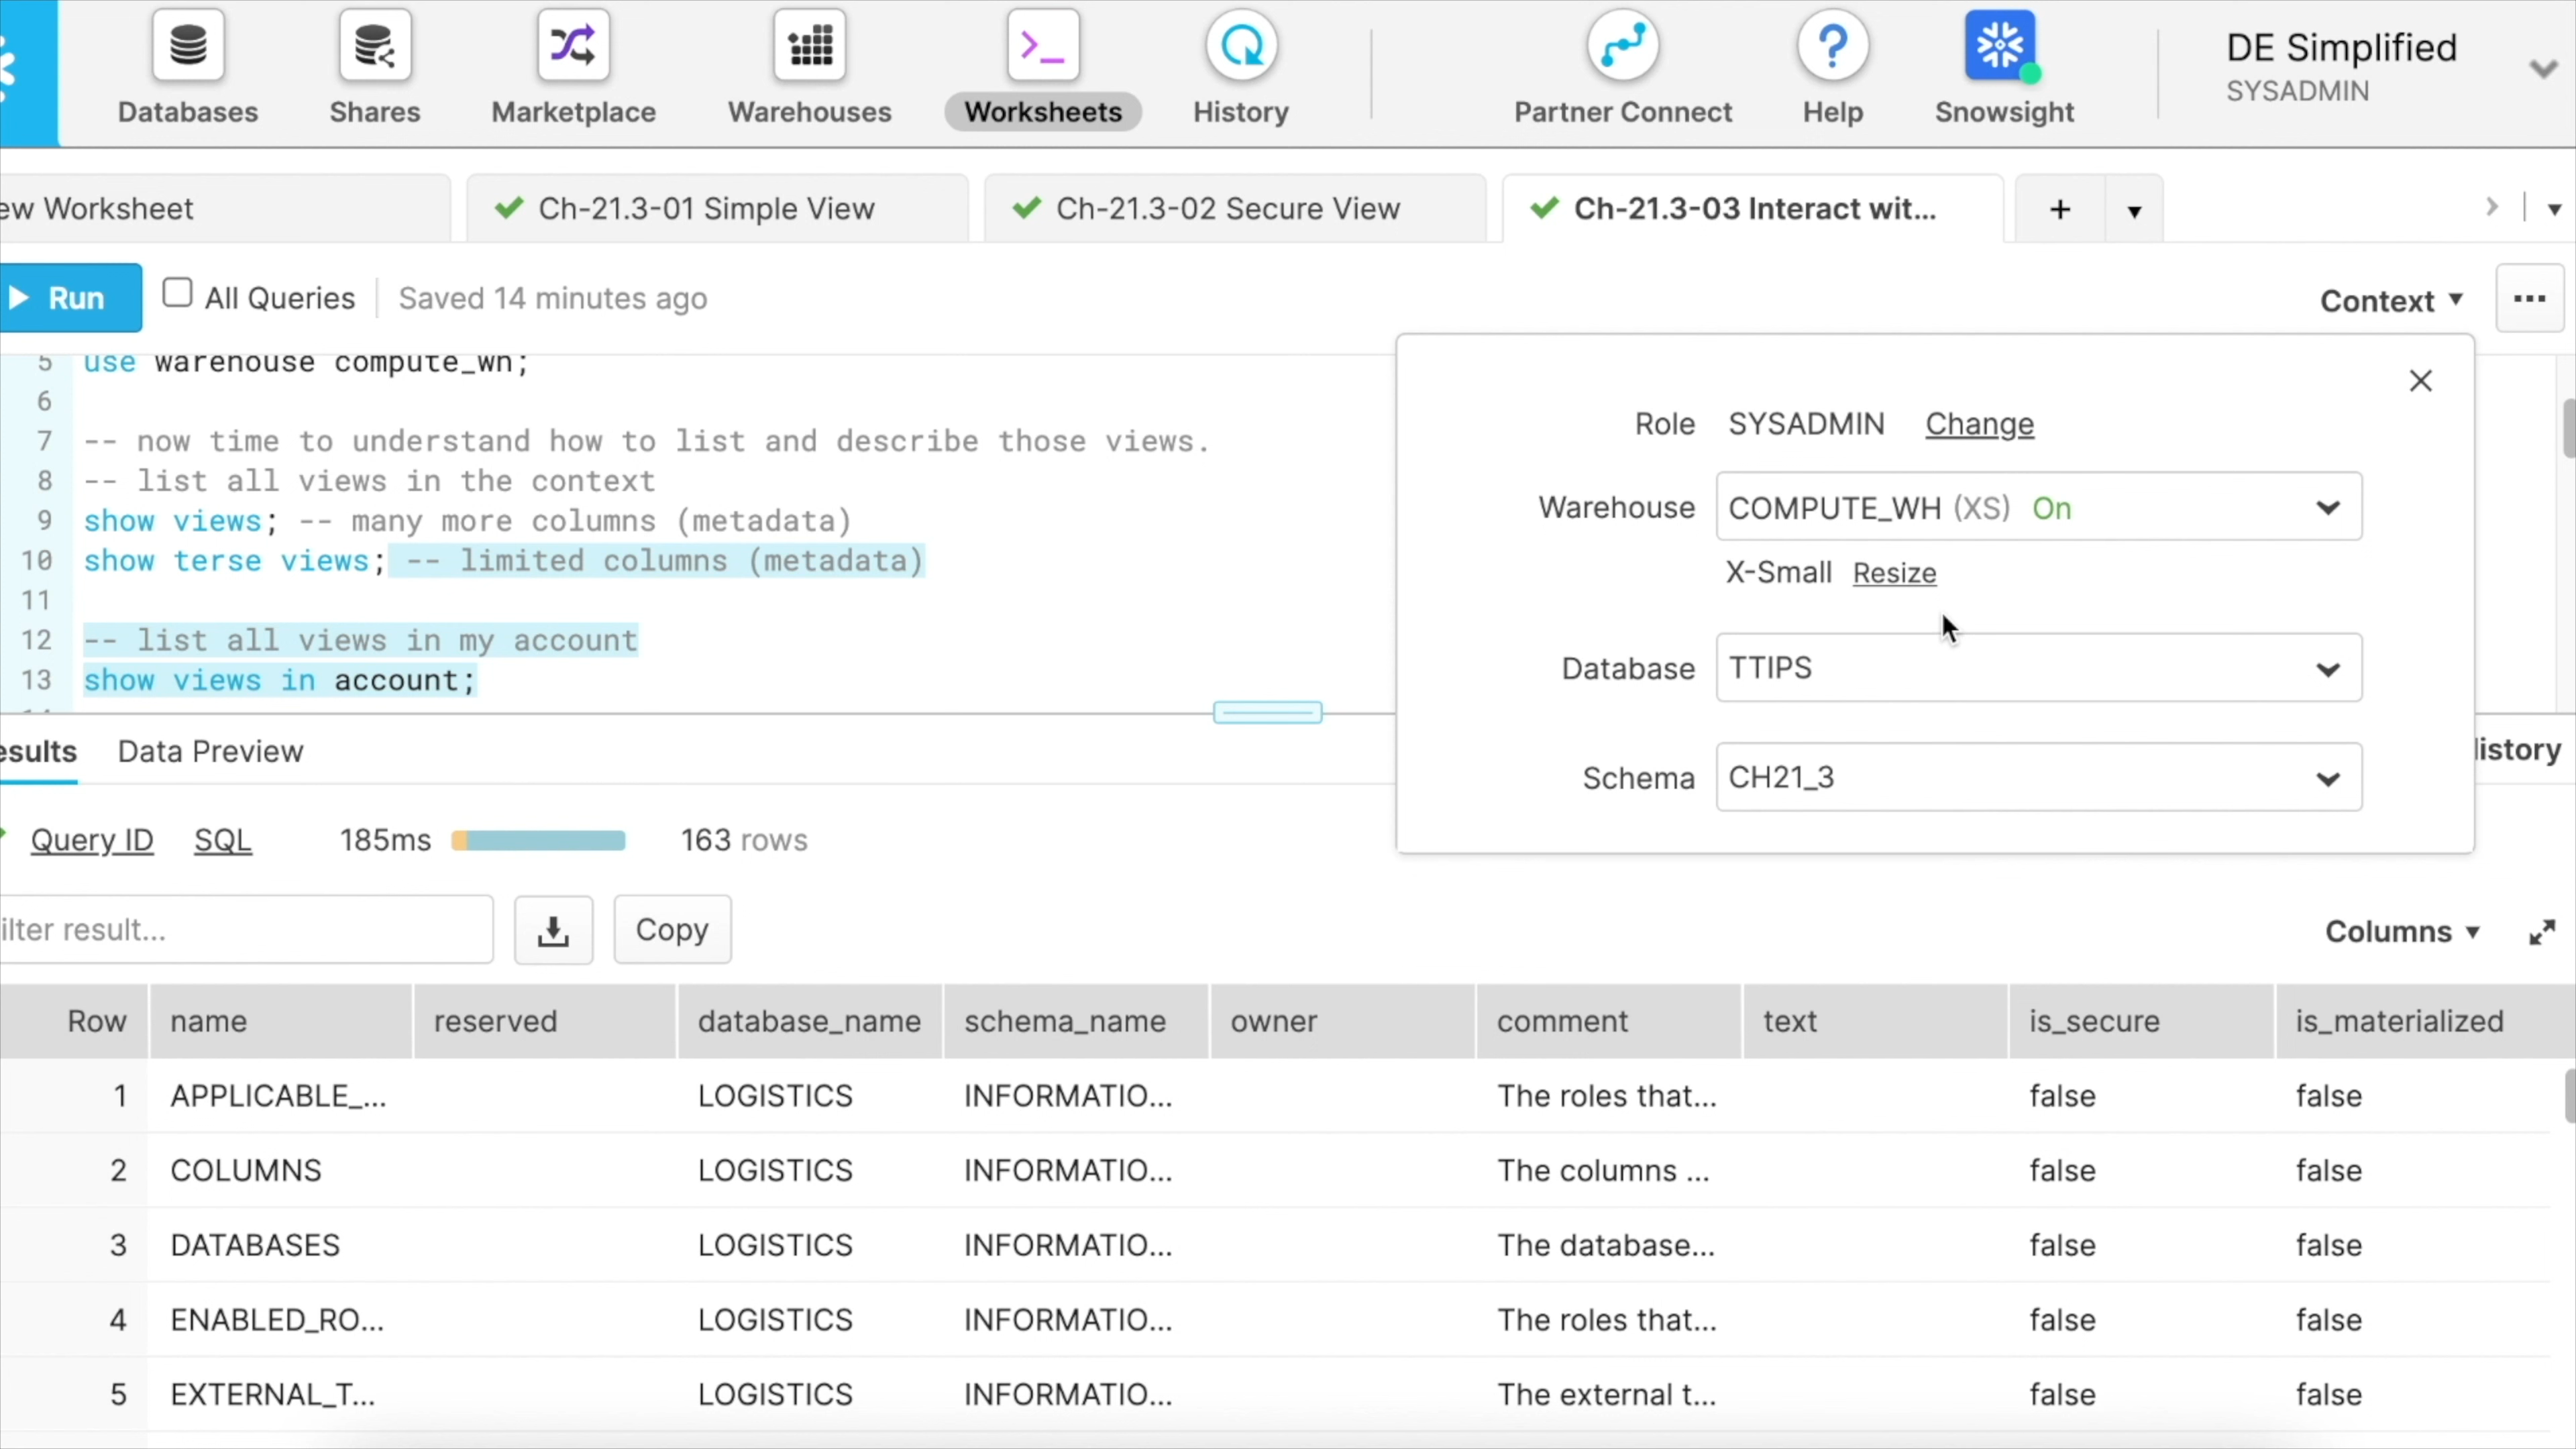 Databases Shares Marketplace Warehouses Worksheets History Partner Connect Help Snowsight DE Simplified
SYSADMIN
ew Worksheet Ch-21.3-01 Simple View Ch-21.3-02 Secure View Ch-21.3-03 Interact wit...
Run All Queries Saved 14 minutes ago Context
5 use warehouse compute_wh;
6
7 -- now time to understand how to list and describe those views.
8 -- list all views in the context
9 show views; -- many more columns (metadata)
10 show terse views; -- limited columns (metadata)
11
12 -- list all views in my account
13 show views in account;
Role SYSADMIN Change
Warehouse COMPUTE_WH (XS) On
X-Small Resize
Database TTIPS
Schema CH21_3
esults Data Preview istory
Query ID SQL 185ms 163 rows
ilter result... Copy Columns
Row name reserved database_name schema_name owner comment text is_secure is_materialized
1 APPLICABLE_... LOGISTICS INFORMATIO... The roles that... false false
2 COLUMNS LOGISTICS INFORMATIO... The columns ... false false
3 DATABASES LOGISTICS INFORMATIO... The database... false false
4 ENABLED_RO... LOGISTICS INFORMATIO... The roles that... false false
5 EXTERNAL_T... LOGISTICS INFORMATIO... The external t... false false